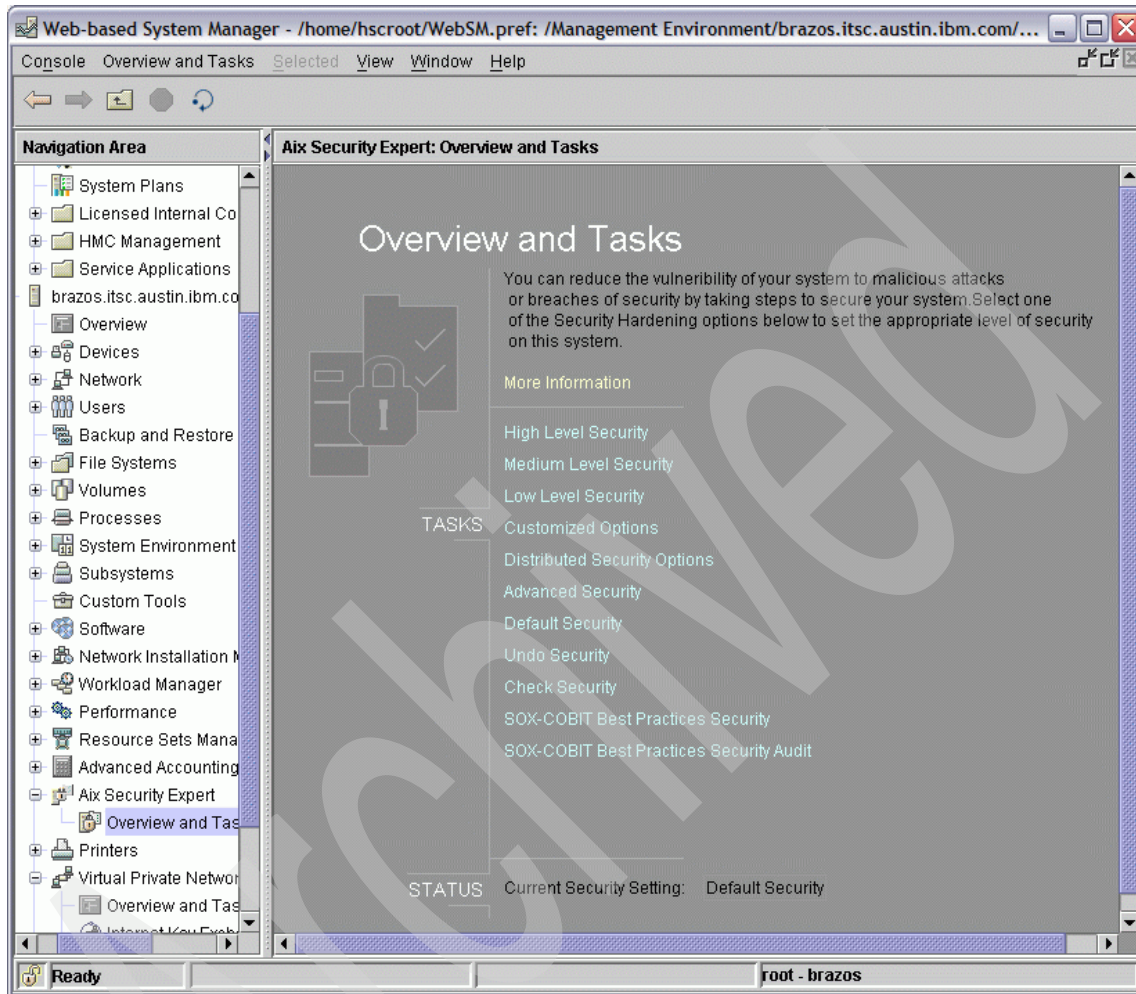 Web-based System Manager - /home/hscroot/WebSM.pref: /Management Environment/brazos.itsc.austin.ibm.com/...
Console Overview and Tasks Selected View Window Help
Navigation Area
System Plans
Licensed Internal Co
HMC Management
Service Applications
brazos.itsc.austin.ibm.co
Overview
Devices
Network
Users
Backup and Restore
File Systems
Volumes
Processes
System Environment
Subsystems
Custom Tools
Software
Network Installation M
Workload Manager
Performance
Resource Sets Mana
Advanced Accounting
Aix Security Expert
Overview and Tas
Printers
Virtual Private Networ
Overview and Tas
Internet Key Exch
Aix Security Expert: Overview and Tasks
Overview and Tasks
You can reduce the vulneribility of your system to malicious attacks
or breaches of security by taking steps to secure your system.Select one
of the Security Hardening options below to set the appropriate level of security
on this system.
More Information
TASKS
High Level Security
Medium Level Security
Low Level Security
Customized Options
Distributed Security Options
Advanced Security
Default Security
Undo Security
Check Security
SOX-COBIT Best Practices Security
SOX-COBIT Best Practices Security Audit
STATUS Current Security Setting: Default Security
Ready
root - brazos
Archived